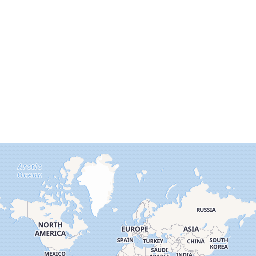 Arctic
Ocean
RUSSIA
NORTH
AMERICA
EUROPE
ASIA
SPAIN
TURKEY
CHINA
SOUTH
KOREA
MEXICO
SAUDI
INDIA